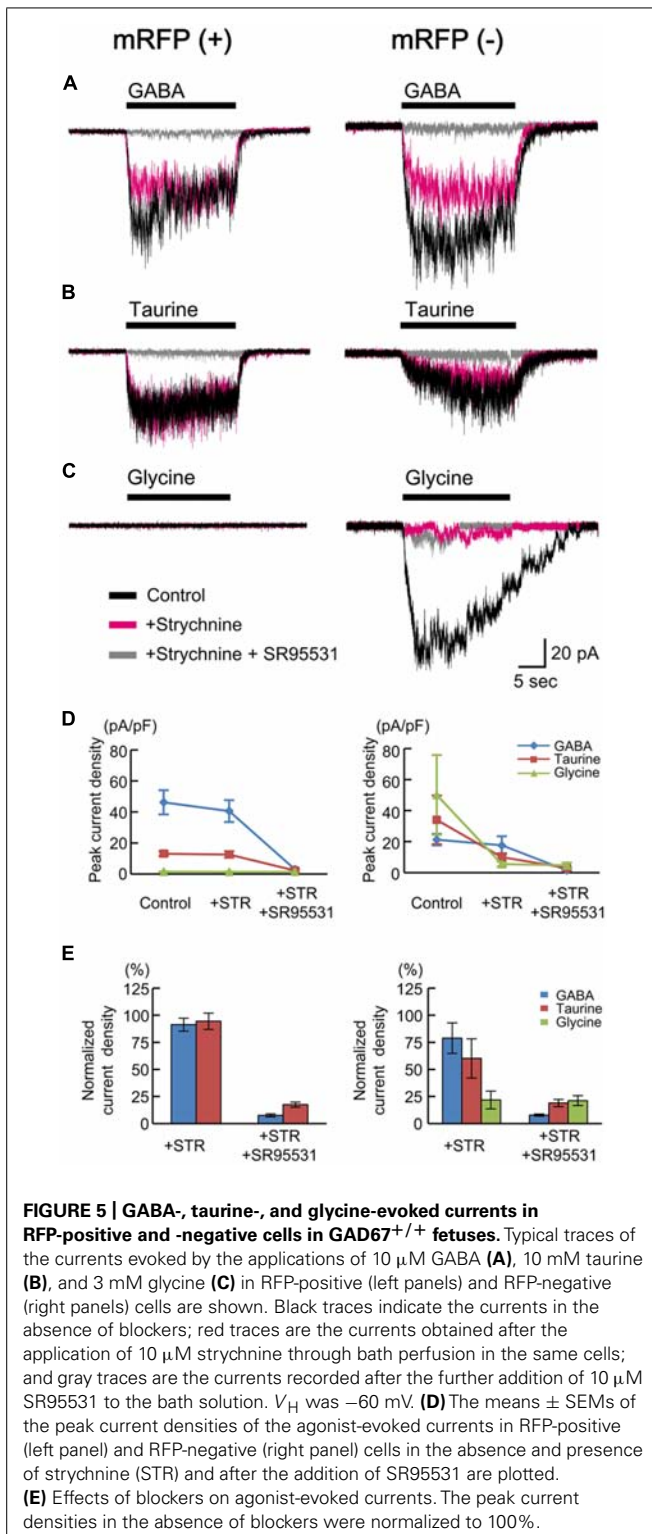 mRFP (+)
mRFP (-)
A
GABA
GABA
B
Taurine
Taurine
C
Glycine
Glycine
Control
+Strychnine
+Strychnine + SR95531
20 pA
5 sec
D
(pA/pF)
(pA/pF)
Peak current density
80
60
40
20
0
Control
+STR
+STR
+SR95531
Peak current density
80
60
40
20
0
Control
+STR
+STR
+SR95531
GABA
Taurine
Glycine
E
(%)
(%)
Normalized
current density
125
100
75
50
25
0
+STR
+STR
+SR95531
Normalized
current density
125
100
75
50
25
0
+STR
+STR
+SR95531
GABA
Taurine
Glycine
FIGURE 5 | GABA-, taurine-, and glycine-evoked currents in
RFP-positive and -negative cells in GAD67+/+ fetuses. Typical traces of
the currents evoked by the applications of 10 μM GABA (A), 10 mM taurine
(B), and 3 mM glycine (C) in RFP-positive (left panels) and RFP-negative
(right panels) cells are shown. Black traces indicate the currents in the
absence of blockers; red traces are the currents obtained after the
application of 10 μM strychnine through bath perfusion in the same cells;
and gray traces are the currents recorded after the further addition of 10 μM
SR95531 to the bath solution. VH was −60 mV. (D) The means ± SEMs of
the peak current densities of the agonist-evoked currents in RFP-positive
(left panel) and RFP-negative (right panel) cells in the absence and presence
of strychnine (STR) and after the addition of SR95531 are plotted.
(E) Effects of blockers on agonist-evoked currents. The peak current
densities in the absence of blockers were normalized to 100%.